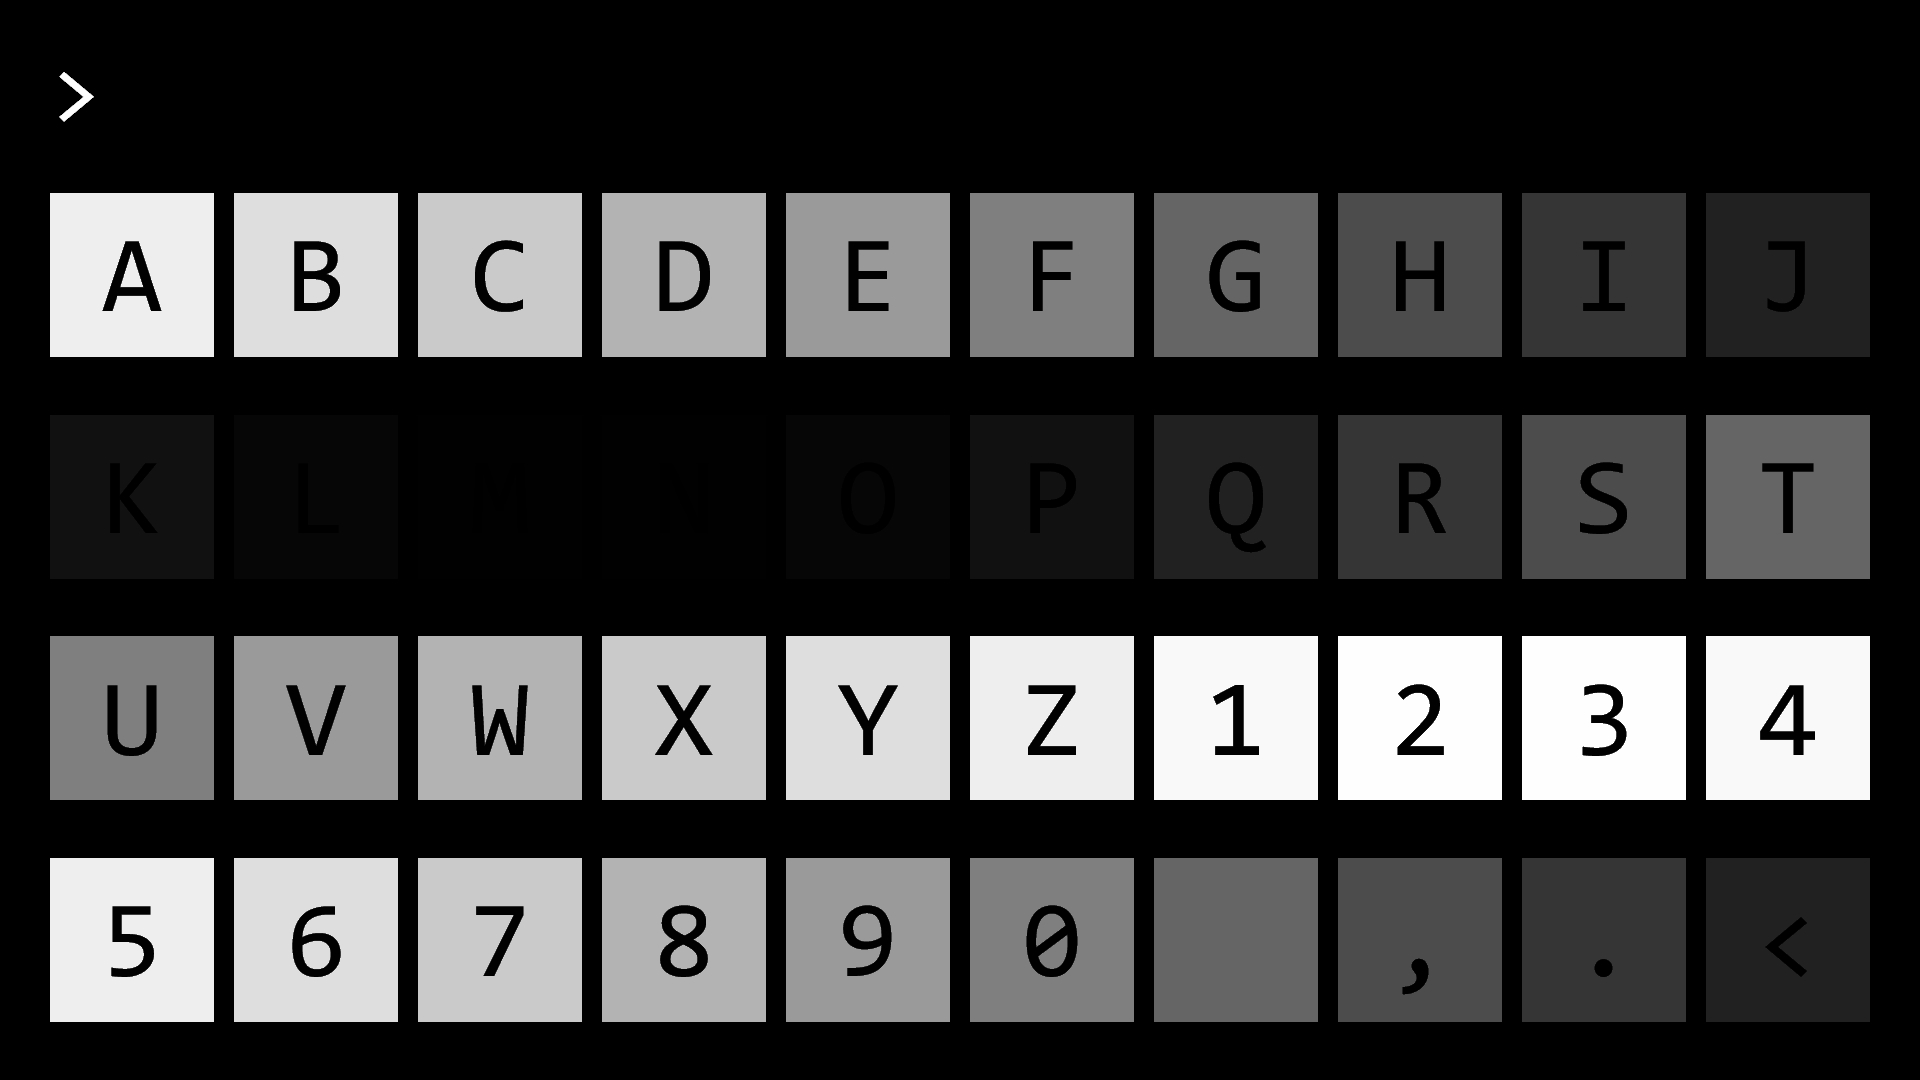 >
A B C D E F G H I J
K L M N O P Q R S T
U V W X Y Z 1 2 3 4
5 6 7 8 9 0 , . <